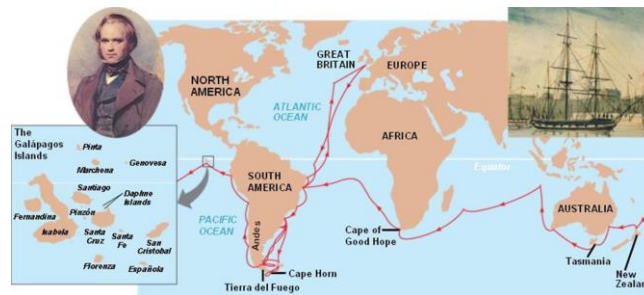 GREAT
BRITAIN
EUROPE
NORTH
AMERICA
ATLANTIC
OCEAN
AFRICA
The
Galápagos
Islands
Pinta
Genovesa
Marchena
Equator
Santiago
Daphne
Islands
SOUTH
AMERICA
Pinzón
Fernandina
Isabela
Santa
Cruz
Santa
Fe
San
Cristobal
Florenza
Española
PACIFIC
OCEAN
Andes
AUSTRALIA
Cape of
Good Hope
Cape Horn
Tierra del Fuego
Tasmania
New
Zealan